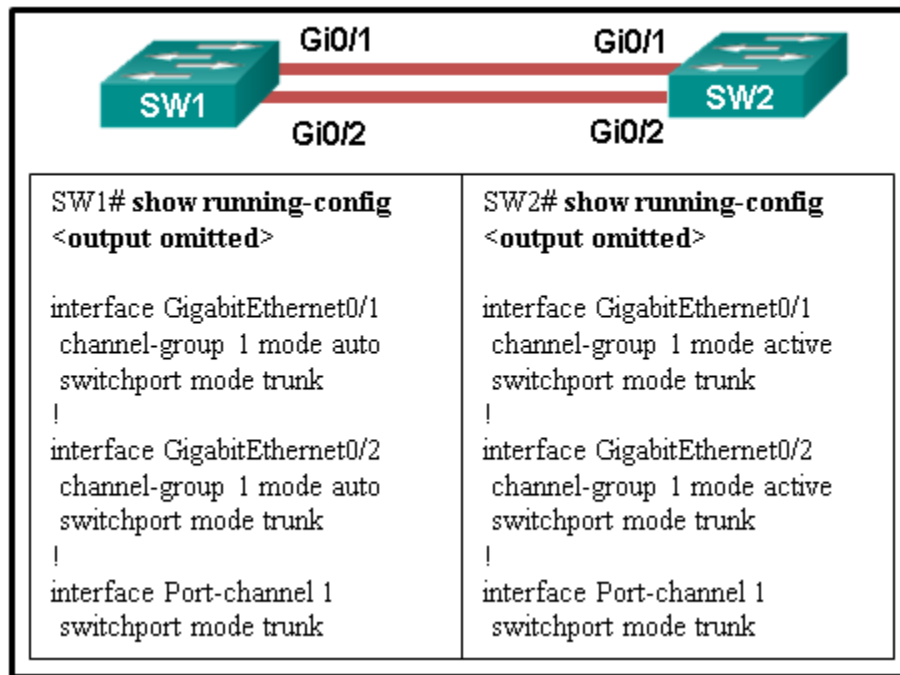 Gi0/1
Gi0/1
SW1
SW2
Gi0/2
Gi0/2
SW1# show running-config
<output omitted>
interface GigabitEthernet0/1
channel-group 1 mode auto
switchport mode trunk
!
interface GigabitEthernet0/2
channel-group 1 mode auto
switchport mode trunk
!
interface Port-channel 1
switchport mode trunk
SW2# show running-config
<output omitted>
interface GigabitEthernet0/1
channel-group 1 mode active
switchport mode trunk
!
interface GigabitEthernet0/2
channel-group 1 mode active
switchport mode trunk
!
interface Port-channel 1
switchport mode trunk